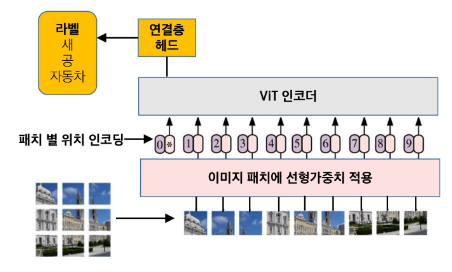 라벨
새
공
자동차
연결층
헤드
ViT 인코더
패치 별 위치 인코딩
0 * 1 2 3 4 5 6 7 8 9
이미지 패치에 선형가중치 적용